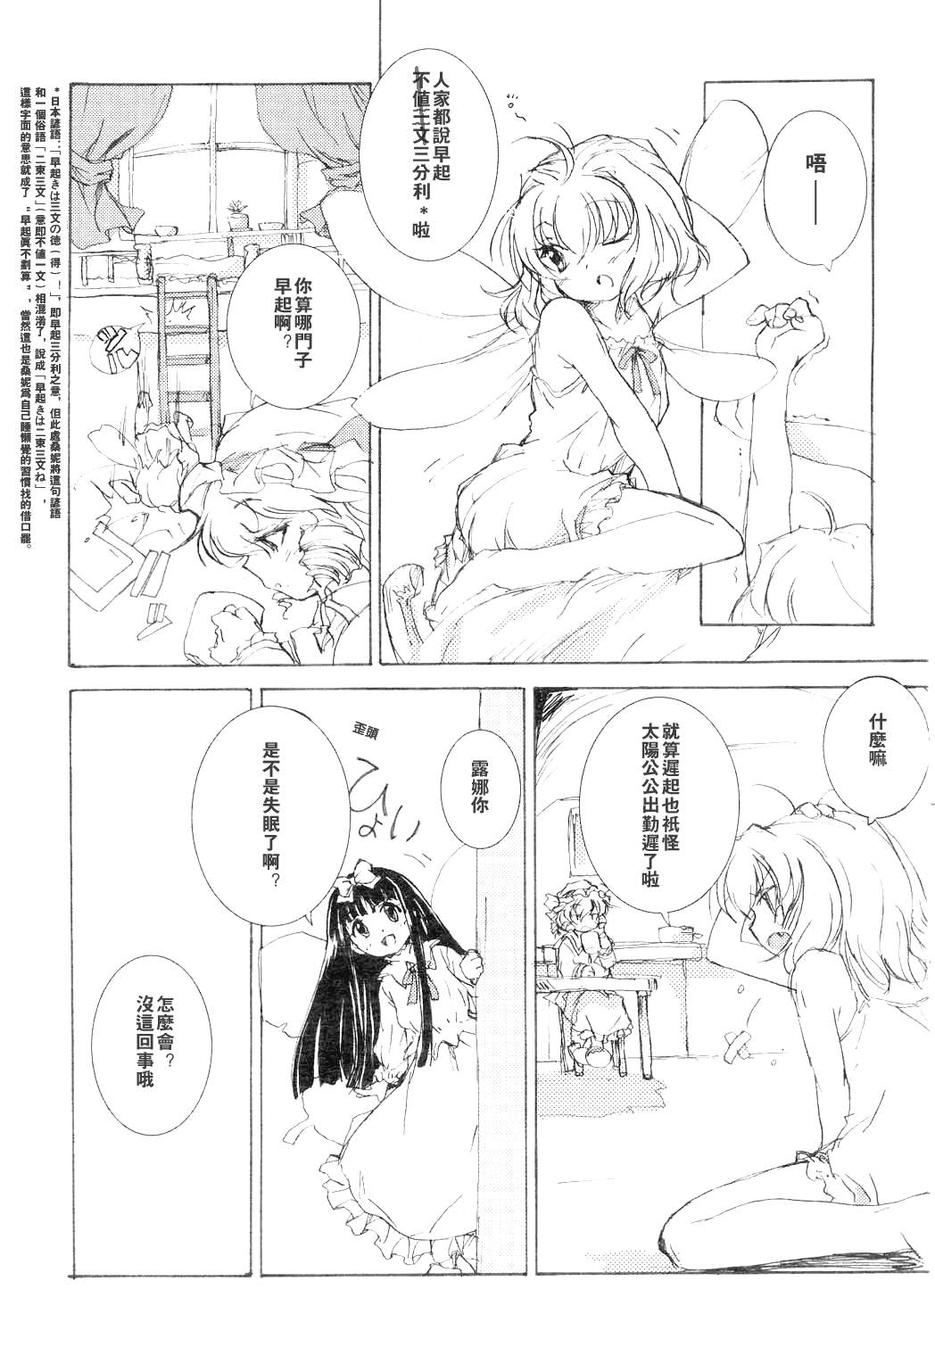 唔——
人家都說早起
不值二文三分利*啦
你算哪門子
早起啊?
*日本諺語:「早起きは三文の徳(得)!」,即早起三分利之意,但此處桑妮將這句諺語
和一個俗語「二束三文」(意即不值一文)相混淆了,說成「早起きは二束三文ね」,
這樣字面的意思就成了"早起真不劃算",當然這也是桑妮為自己睡懶覺的習慣找的借口罷。
什麼嘛
就算遲起也祇怪
太陽公公出勤遲了啦
露娜你
歪頭
ひょい
是不是失眠了啊?
怎麼會?
沒這回事哦